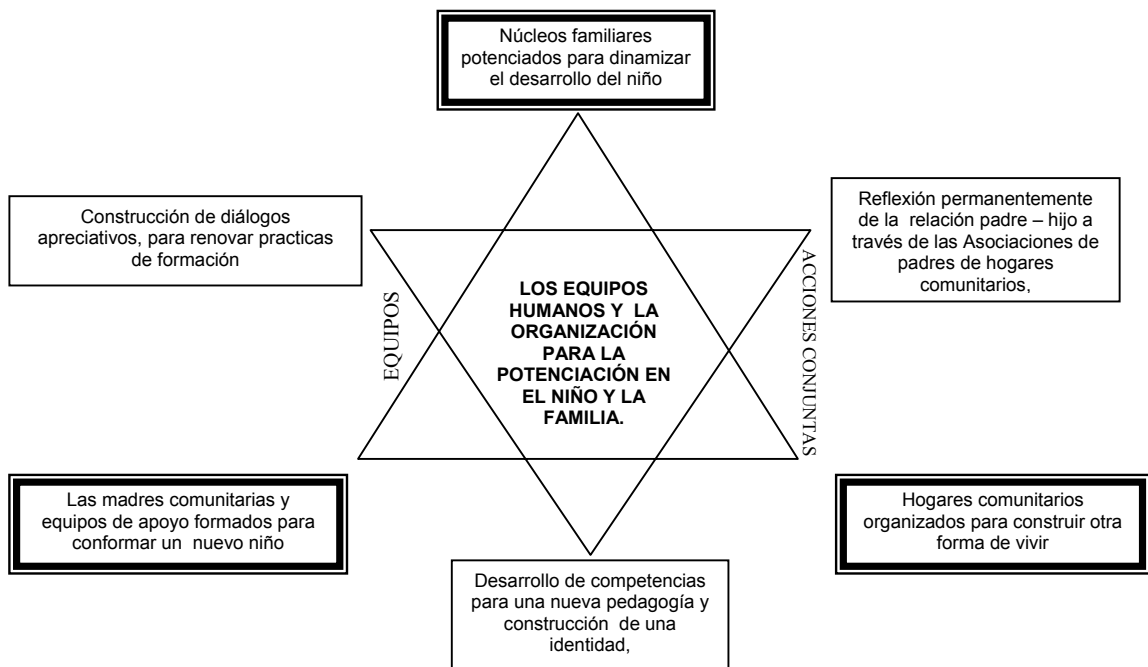 Núcleos familiares
potenciados para dinamizar
el desarrollo del niño
Construcción de diálogos
apreciativos, para renovar practicas
de formación
Reflexión permanentemente
de la relación padre – hijo a
través de las Asociaciones de
padres de hogares
comunitarios,
EQUIPOS
LOS EQUIPOS
HUMANOS Y LA
ORGANIZACIÓN
PARA LA
POTENCIACIÓN EN
EL NIÑO Y LA
FAMILIA.
ACCIONES CONJUNTAS
Las madres comunitarias y
equipos de apoyo formados para
conformar un nuevo niño
Hogares comunitarios
organizados para construir otra
forma de vivir
Desarrollo de competencias
para una nueva pedagogía y
construcción de una
identidad,